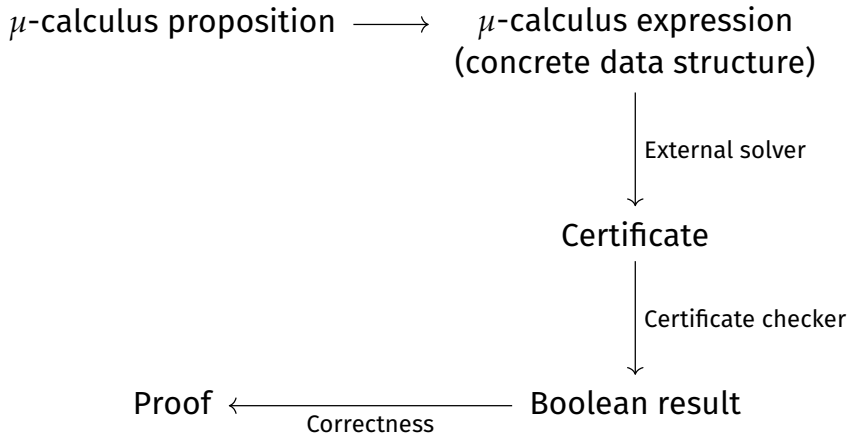 μ-calculus proposition
μ-calculus expression
(concrete data structure)
External solver
Certificate
Certificate checker
Proof
Boolean result
Correctness